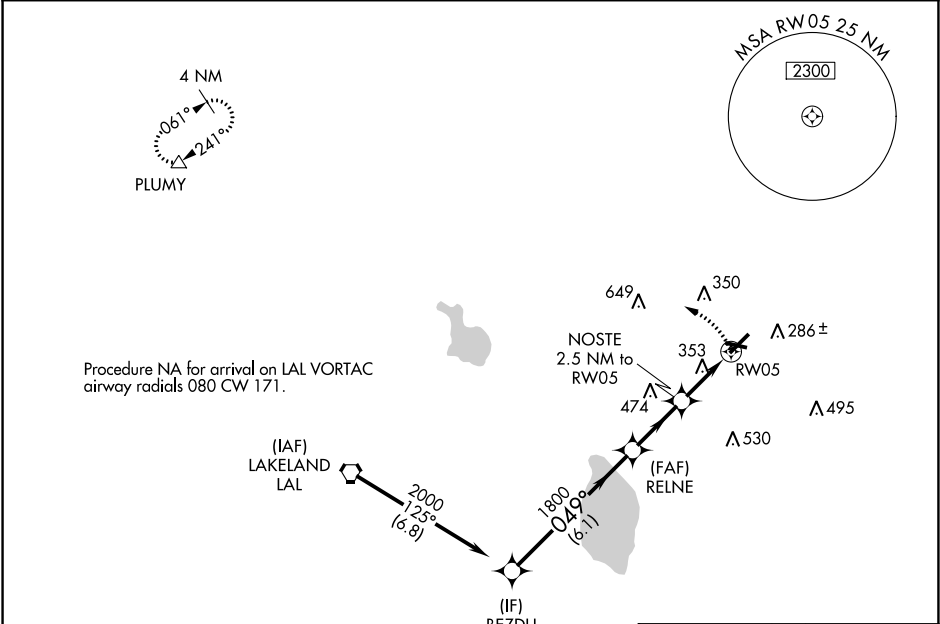 MSA RW05 25 NM
2300
4 NM
061°
241°
PLUMY
649
350
286±
NOSTE
2.5 NM to
RW05
353
RW05
Procedure NA for arrival on LAL VORTAC
airway radials 080 CW 171.
474
495
530
(IAF)
LAKELAND
LAL
(FAF)
RELNE
2000
125°
(6.8)
1800
049°
(6.1)
(IF)